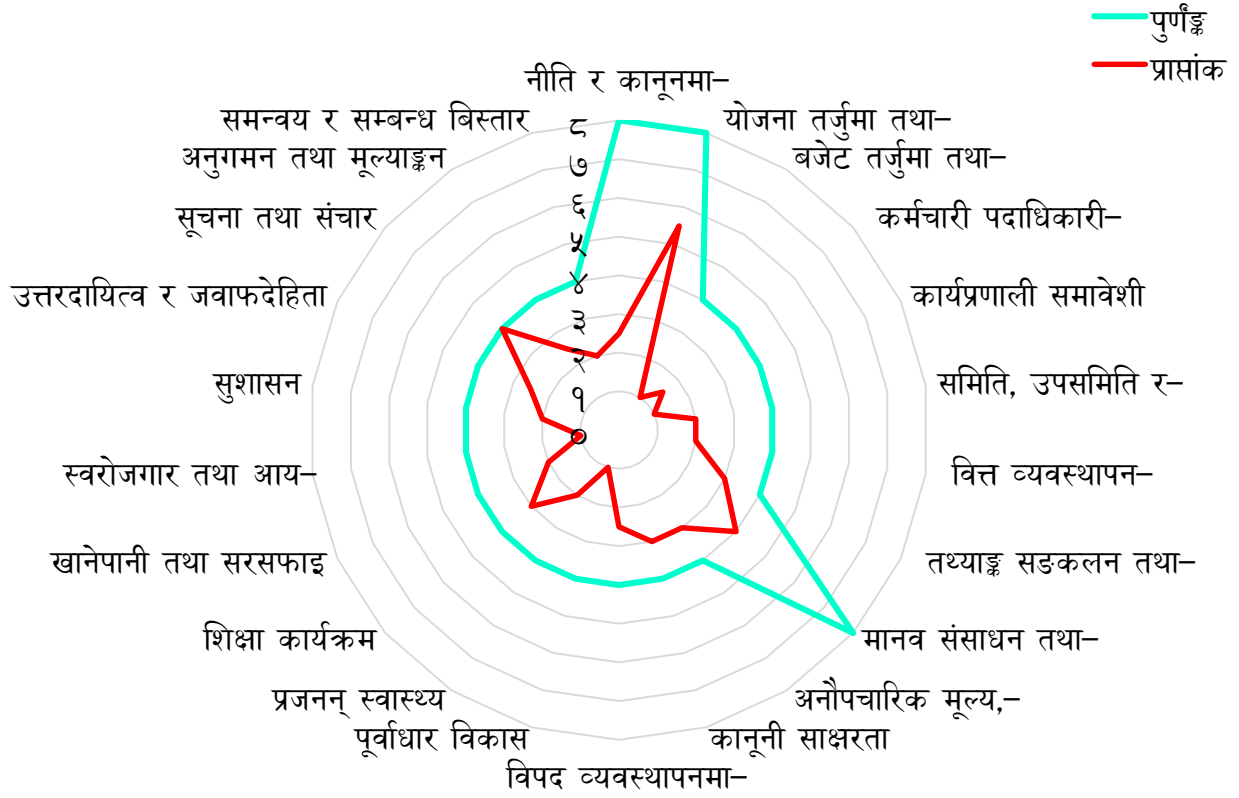 पुर्णंङ्क
प्राप्तांक
नीति र कानूनमा–
योजना तर्जुमा तथा–
बजेट तर्जुमा तथा–
कर्मचारी पदाधिकारी–
कार्यप्रणाली समावेशी
समिति, उपसमिति र–
वित्त व्यवस्थापन–
तथ्याङ्क सङकलन तथा–
मानव संसाधन तथा–
अनौपचारिक मूल्य,–
कानूनी साक्षरता
विपद व्यवस्थापनमा–
पूर्वाधार विकास
प्रजनन् स्वास्थ्य
शिक्षा कार्यक्रम
खानेपानी तथा सरसफाइ
स्वरोजगार तथा आय–
सुशासन
उत्तरदायित्व र जवाफदेहिता
सूचना तथा संचार
अनुगमन तथा मूल्याङ्कन
समन्वय र सम्बन्ध बिस्तार
८
७
६
५
४
३
२
१
०